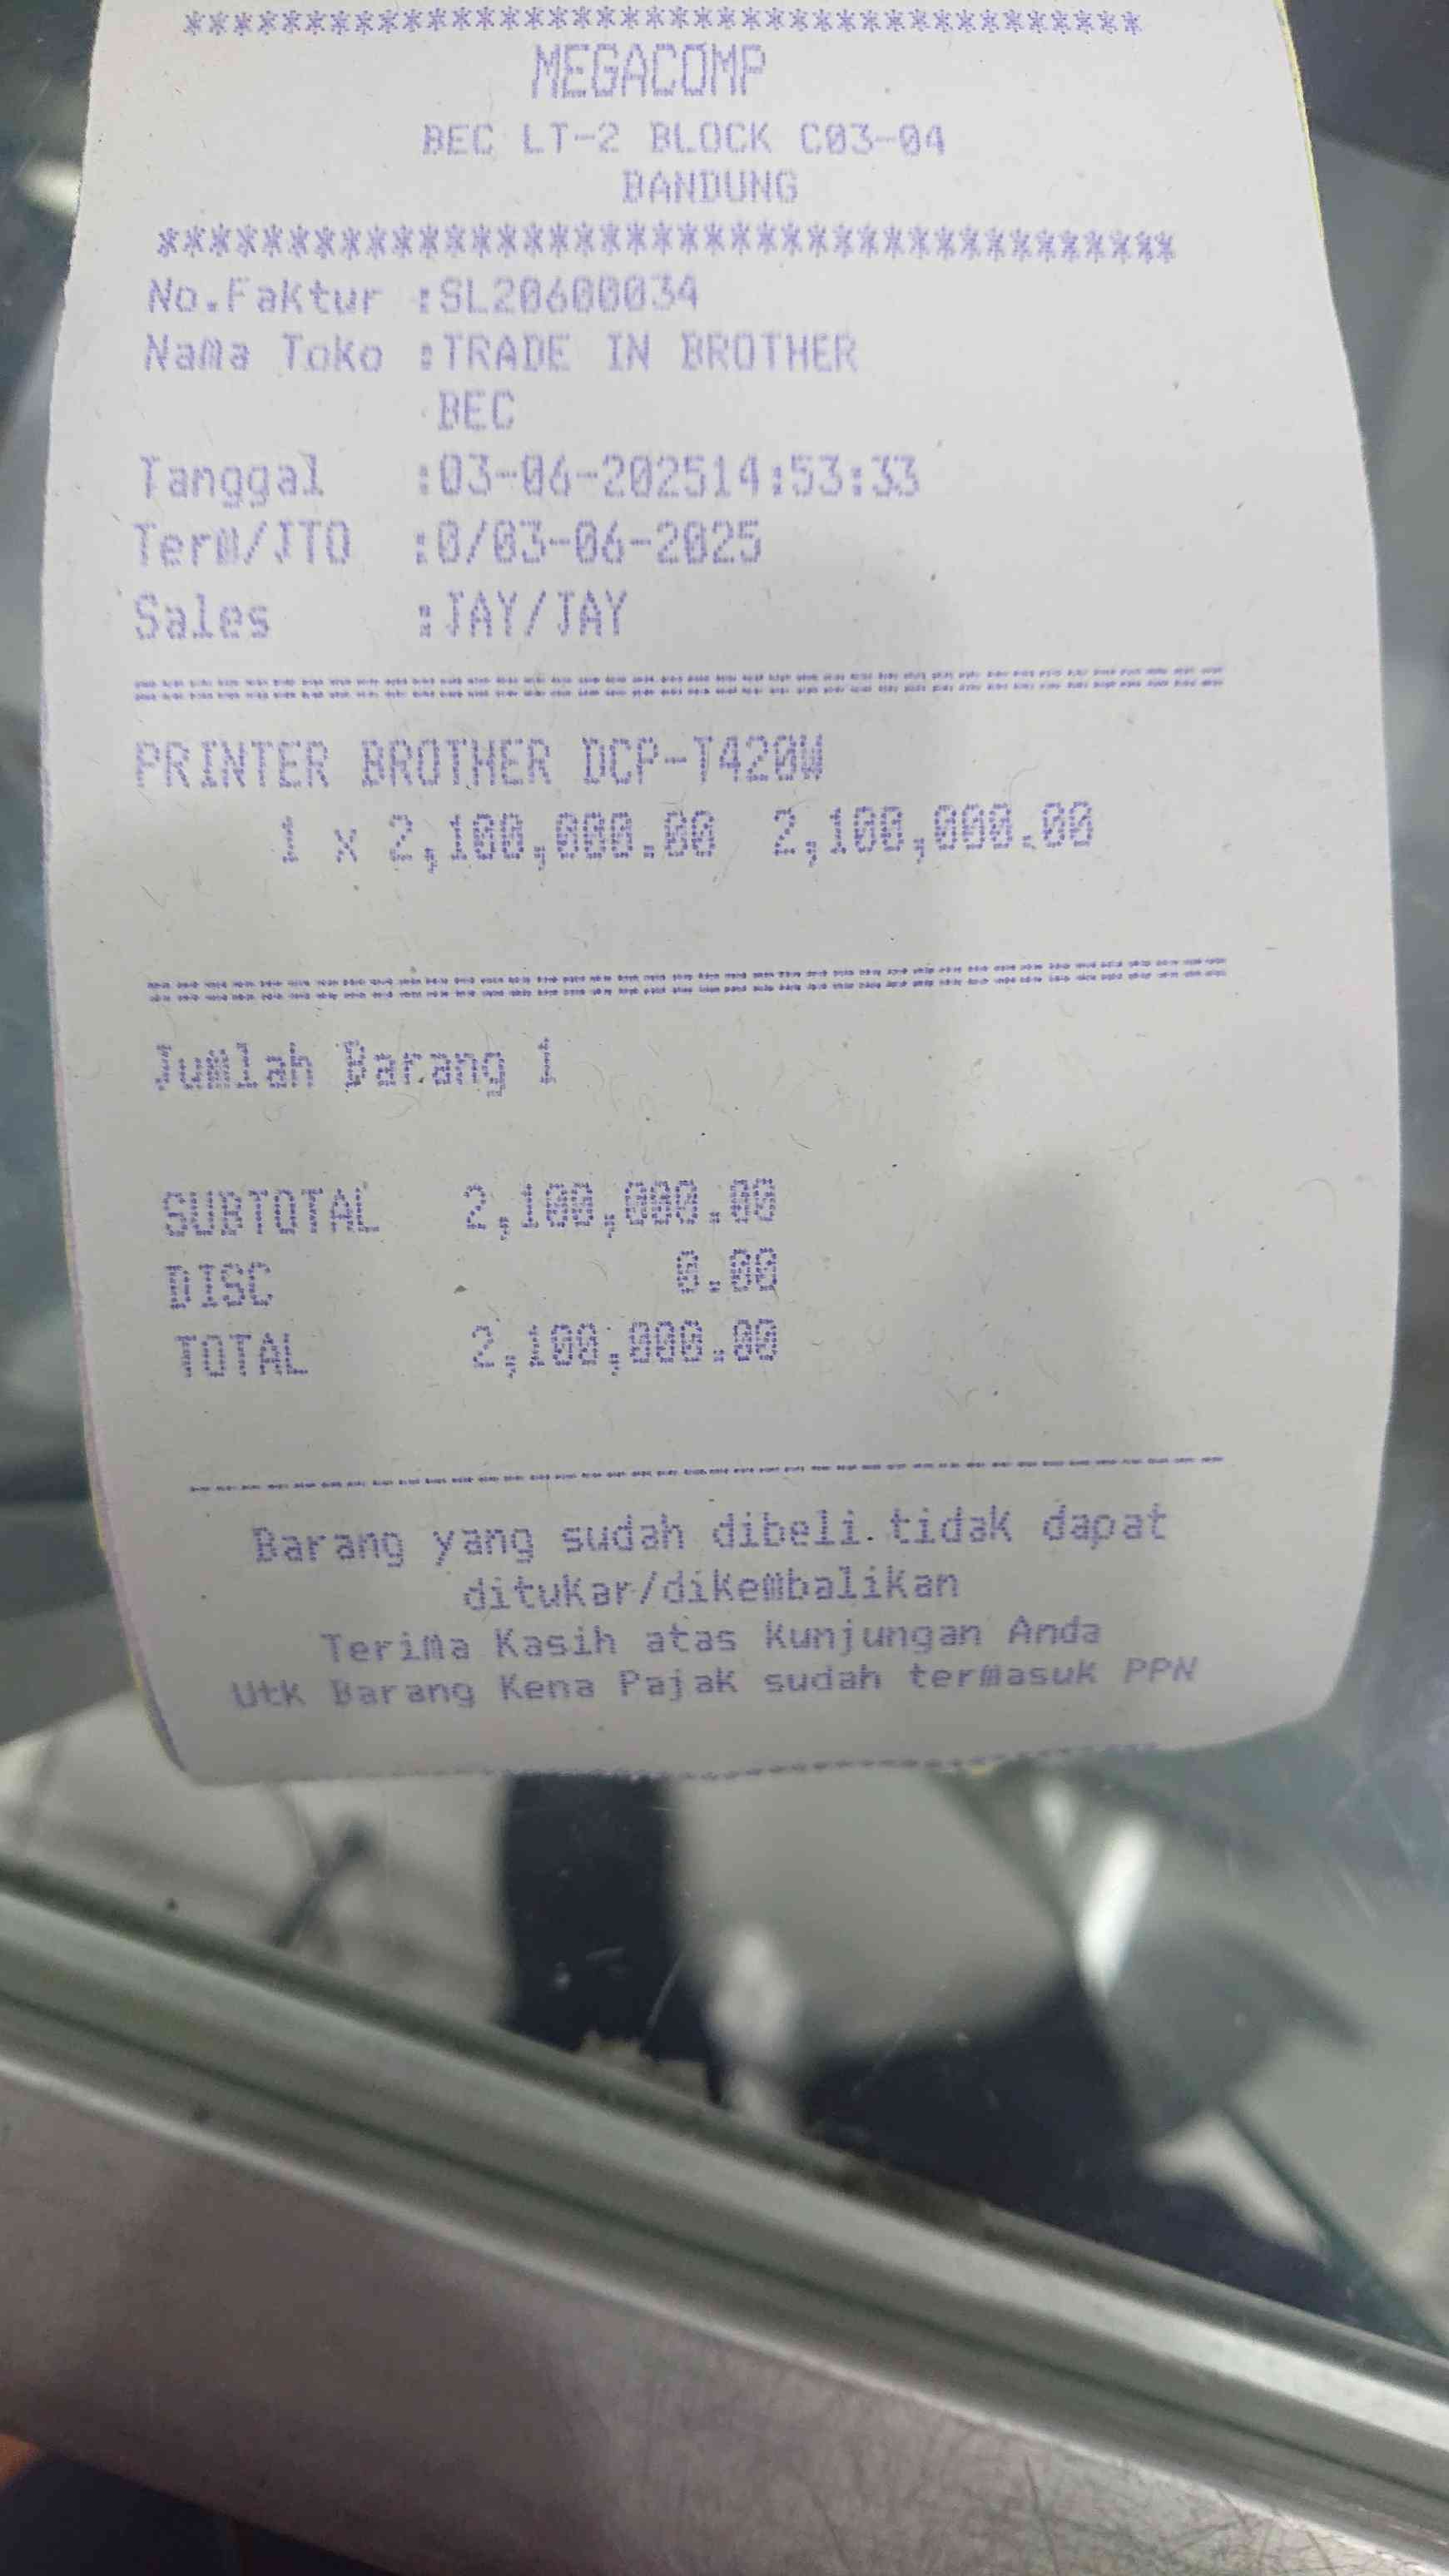 ****************************************
MEGACOMP
BEC LT-2 BLOCK C03-04
BANDUNG
****************************************
No.Faktur :SL20600034
Nama Toko :TRADE IN BROTHER
BEC
Tanggal :03-06-202514:53:33
Term/JTO :0/03-06-2025
Sales :JAY/JAY
========================================
PRINTER BROTHER DCP-T420W
1 x 2,100,000.00 2,100,000.00
========================================
Jumlah Barang 1
SUBTOTAL 2,100,000.00
DISC 0.00
TOTAL 2,100,000.00
----------------------------------------
Barang yang sudah dibeli tidak dapat
ditukar/dikembalikan
Terima Kasih atas Kunjungan Anda
Utk Barang Kena Pajak sudah termasuk PPN